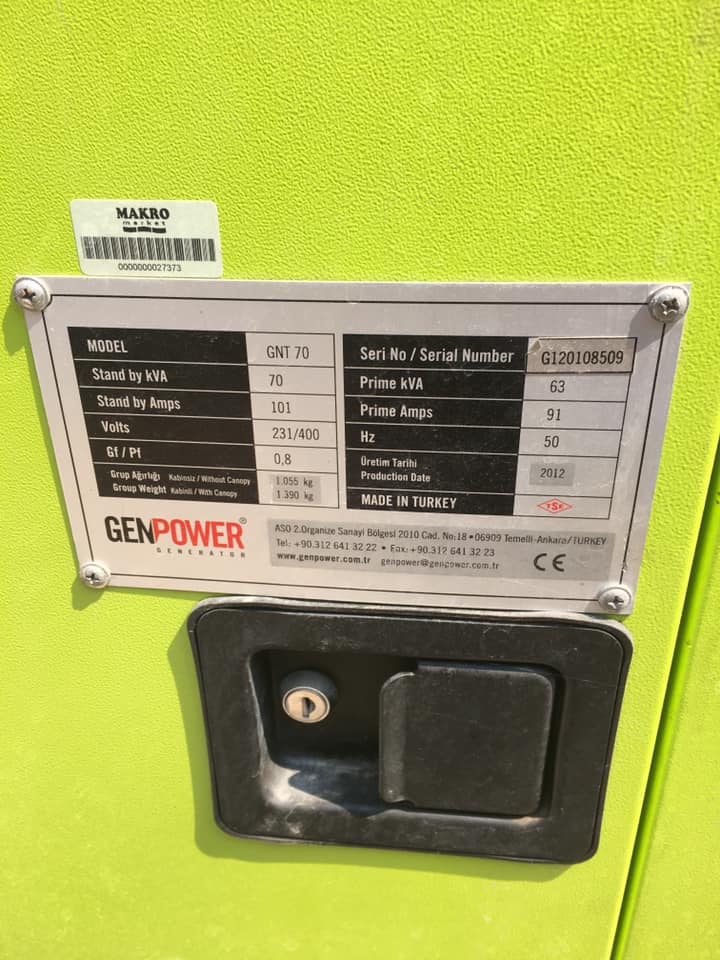 MAKRO
market
0000000027373
MODEL GNT 70
Stand by kVA 70
Stand by Amps 101
Volts 231/400
Gf / Pf 0,8
Grup Ağırlığı Kabinsiz / Without Canopy 1.055 kg
Group Weight Kabinli / With Canopy 1.390 kg
Seri No / Serial Number G120108509
Prime kVA 63
Prime Amps 91
Hz 50
Üretim Tarihi
Production Date 2012
MADE IN TURKEY TSE
GENPOWER®
GENERATOR
ASO 2.Organize Sanayi Bölgesi 2010 Cad. No:18 • 06909 Temelli-Ankara/TURKEY
Tel: +90.312 641 32 22 • Fax: +90.312 641 32 23
www.genpower.com.tr genpower@genpower.com.tr
CE